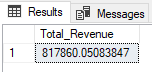 Results Messages
Total_Revenue
1 817860.05083847